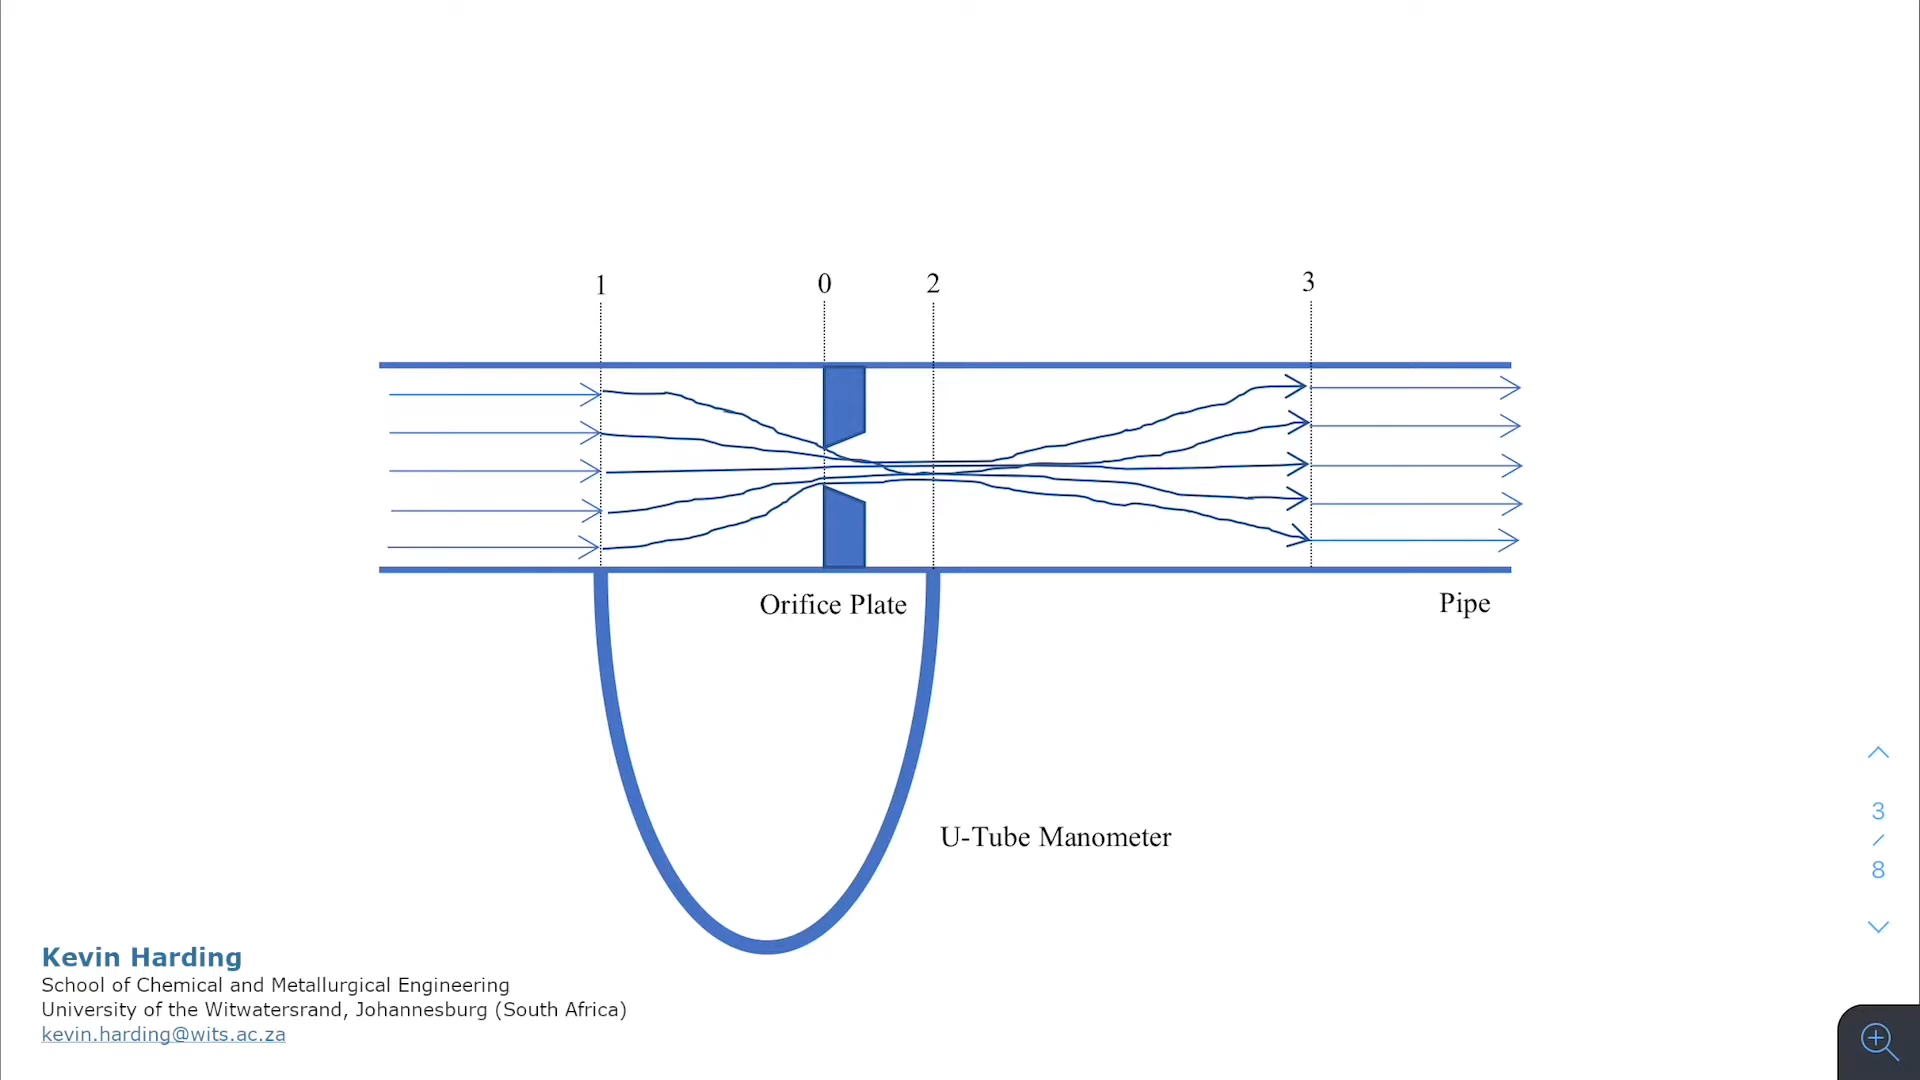 1 0 2 3
Orifice Plate
Pipe
U-Tube Manometer
3
/
8
Kevin Harding
School of Chemical and Metallurgical Engineering
University of the Witwatersrand, Johannesburg (South Africa)
kevin.harding@wits.ac.za